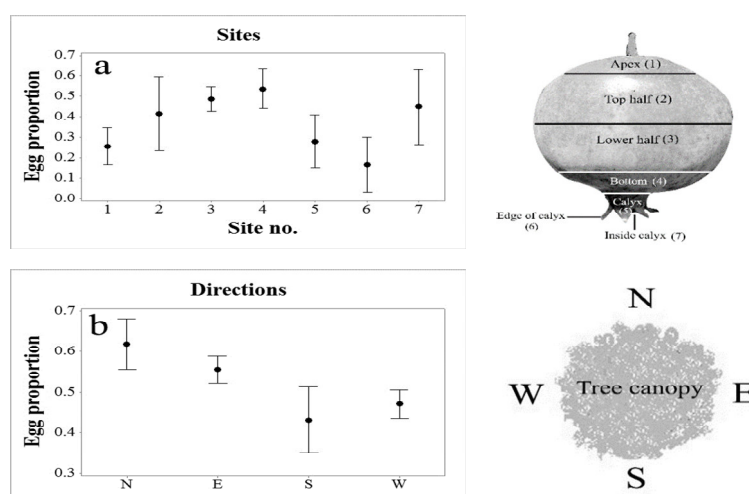 Sites
a
Egg proportion
0.7
0.6
0.5
0.4
0.3
0.2
0.1
0.0
1 2 3 4 5 6 7
Site no.
Apex (1)
Top half (2)
Lower half (3)
Bottom (4)
Calyx
(5)
Edge of calyx
(6)
Inside calyx (7)
Directions
b
Egg proportion
0.7
0.6
0.5
0.4
0.3
N E S W
N
W Tree canopy E
S